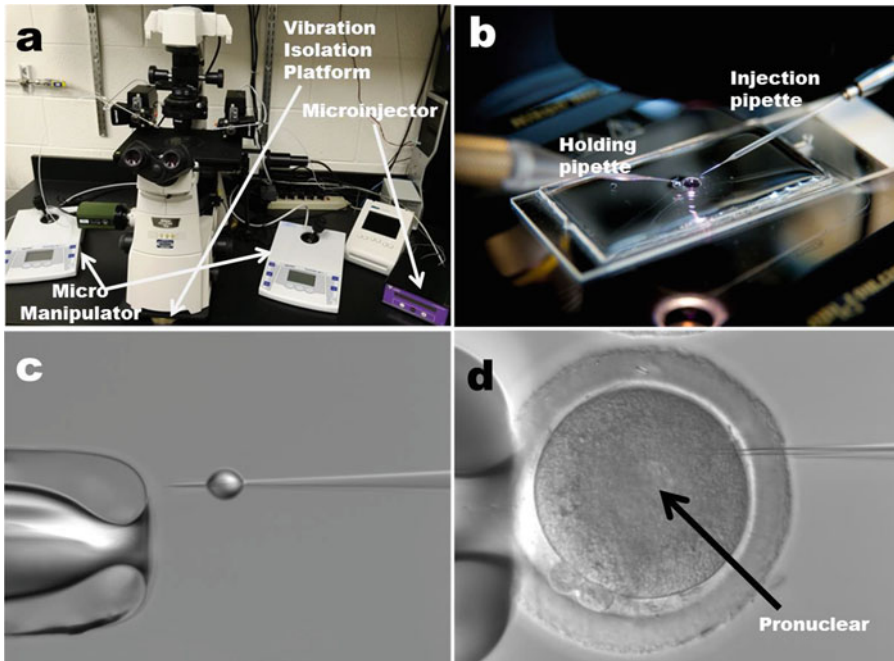 a
Vibration
Isolation
Platform
Microinjector
Micro
Manipulator
b
Injection
pipette
Holding
pipette
c
d
Pronuclear